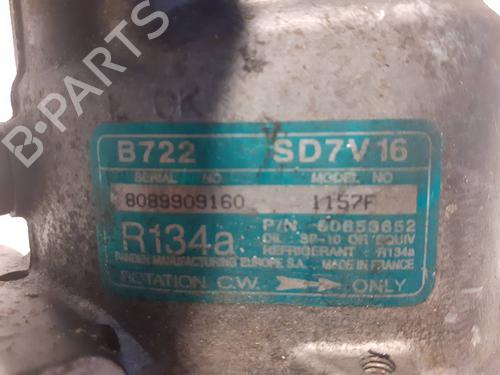 OK
B722 SD7V16
SERIAL NO MODEL NO
8089909160 1157F
R134a
P/N 60653652
OIL : SP-10 OR EQUIV
REFRIGERANT : R134a
MANUFACTURING EUROPE S.A. MADE IN FRANCE
ROTATION C.W. ONLY
B-PARTS